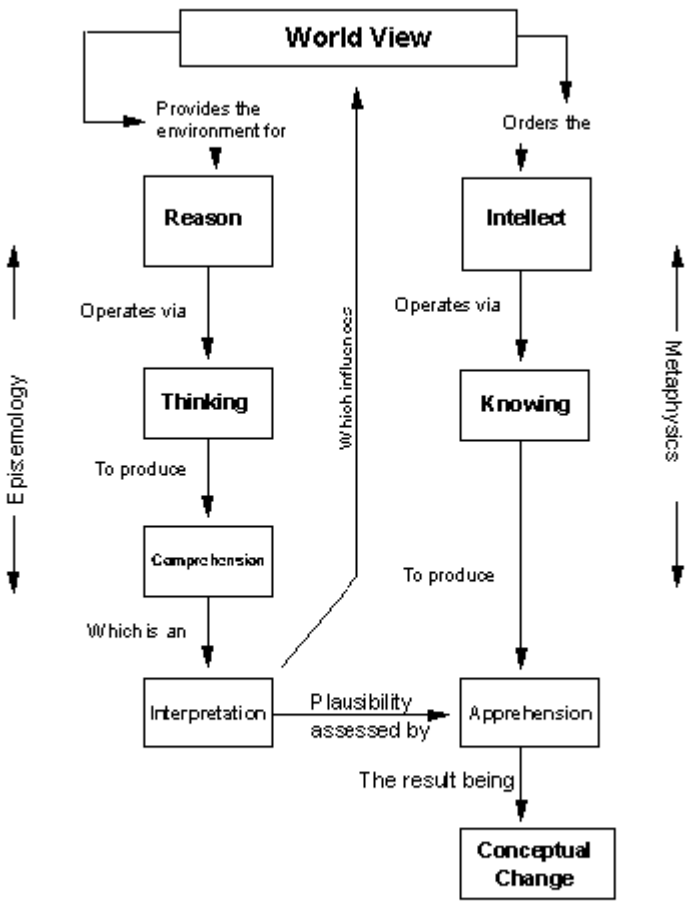 World View
Provides the
environment for
Orders the
Reason
Intellect
Operates via
Operates via
Thinking
Knowing
Which influences
Epistemology
Metaphysics
To produce
Comprehension
To produce
Which is an
Interpretation
Plausibility
assessed by
Apprehension
The result being
Conceptual
Change